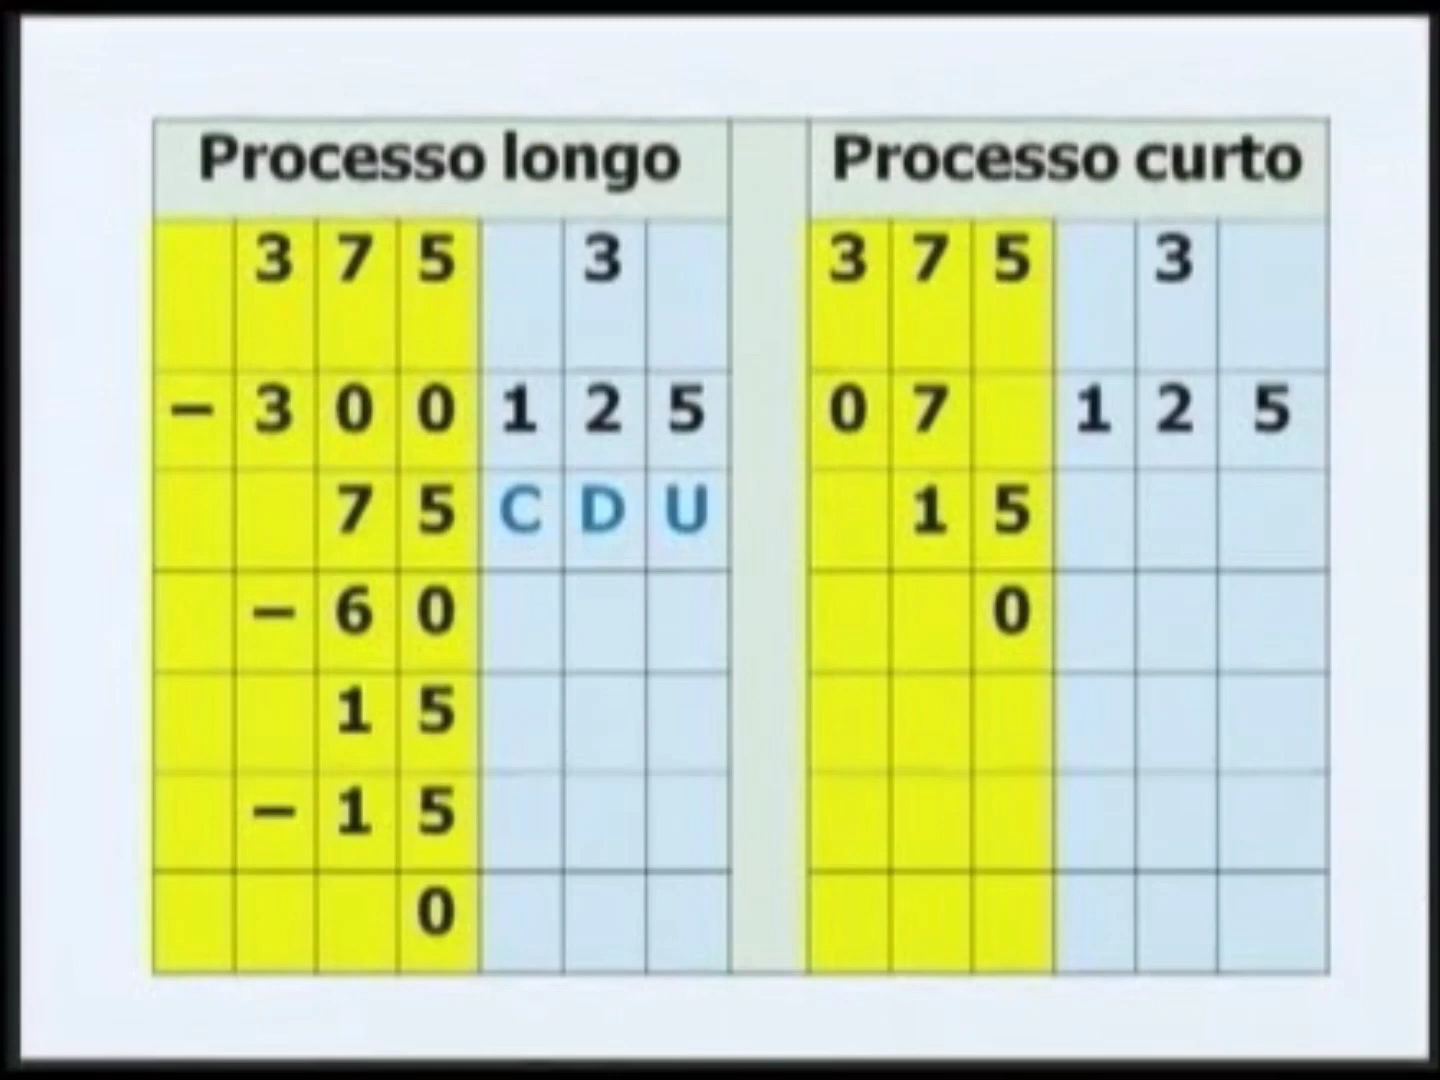 Processo longo Processo curto
3 7 5 3 3 7 5 3
– 3 0 0 1 2 5 0 7 1 2 5
7 5 C D U 1 5
– 6 0 0
1 5
– 1 5
0